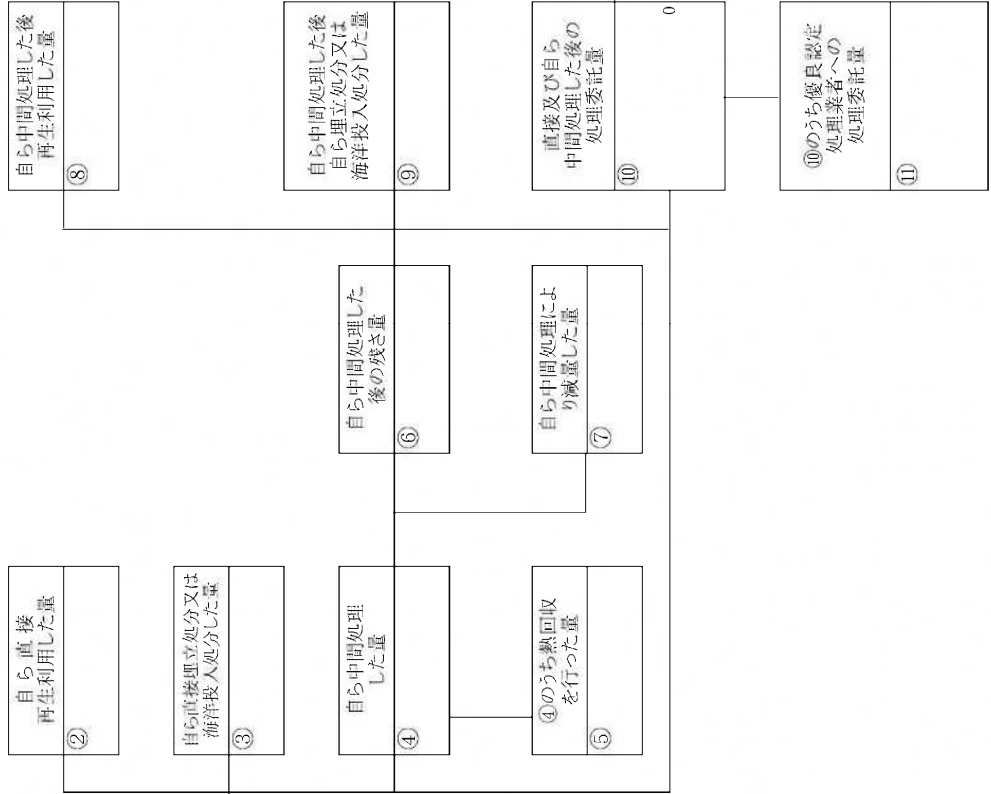 自 ら 直 接
再生利用した量
②
自ら直接埋立処分又は
海洋投入処分した量
③
自ら中間処理
した量
④
④のうち熱回収
を行った量
⑤
自ら中間処理した
後の残さ量
⑥
自ら中間処理によ
り減量した量
⑦
自ら中間処理した後
再生利用した量
⑧
自ら中間処理した後
自ら埋立処分又は
海洋投入処分した量
⑨
直接及び自ら
中間処理した後の
処理委託量
⑩
0
⑩のうち優良認定
処理業者への
処理委託量
⑪